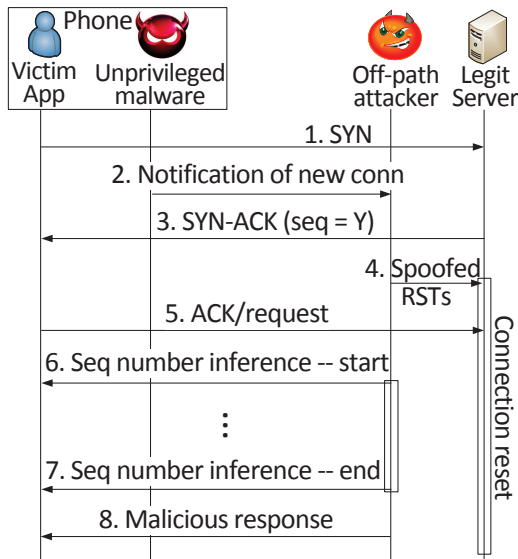 Phone
Victim
App
Unprivileged
malware
Off-path
attacker
Legit
Server
1. SYN
2. Notification of new conn
3. SYN-ACK (seq = Y)
4. Spoofed
RSTs
5. ACK/request
6. Seq number inference -- start
⋮
7. Seq number inference -- end
8. Malicious response
Connection reset